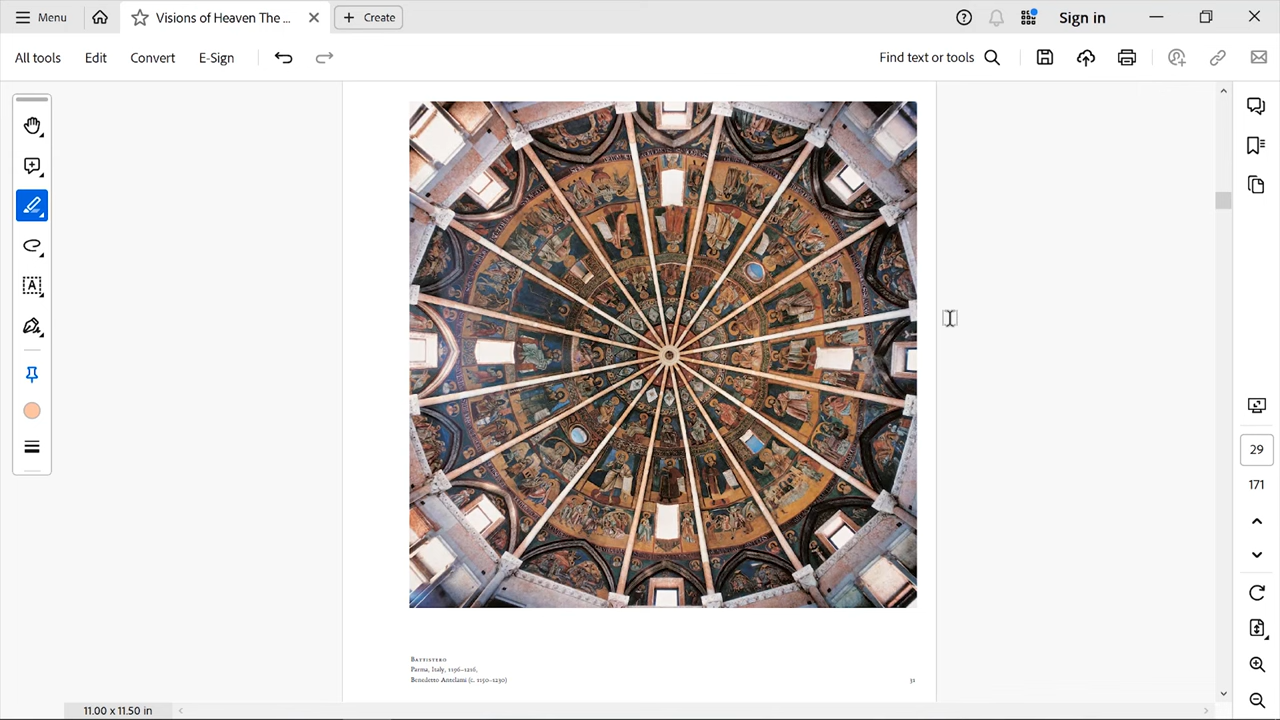 Menu
Visions of Heaven The ...
Create
Sign in
All tools
Edit
Convert
E-Sign
Find text or tools
BATTISTERO
Parma, Italy, 1196–1216,
Benedetto Antelami (c. 1150–1230)
31
29
171
11.00 x 11.50 in